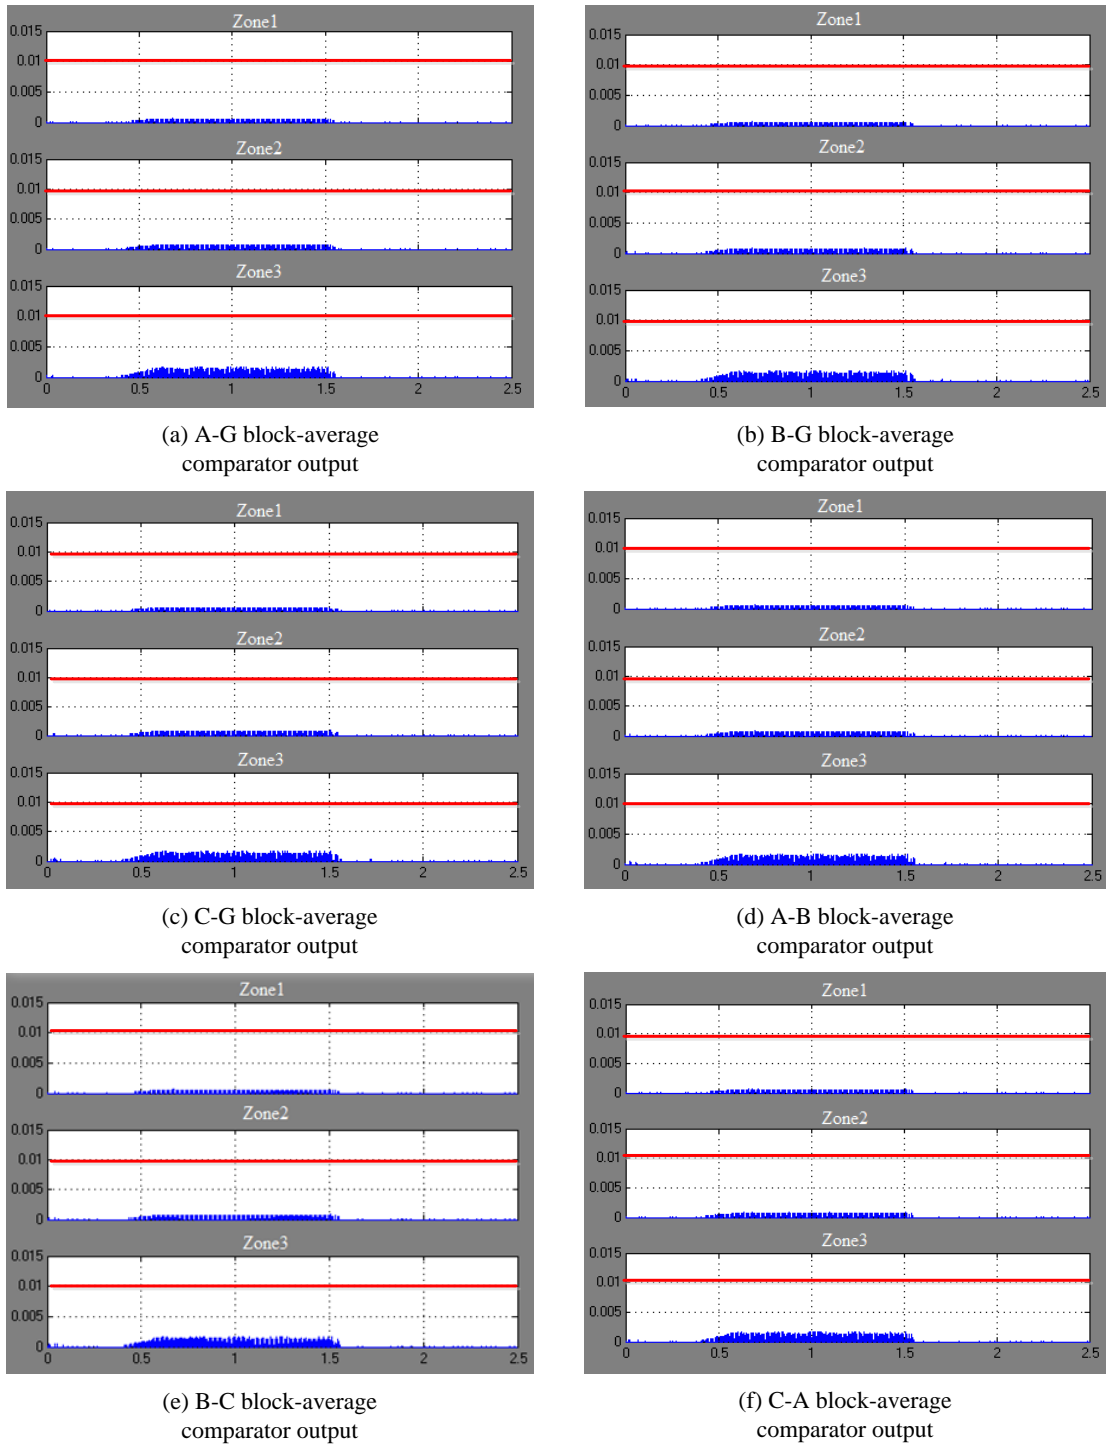 Zone1
0.015
0.01
0.005
0
Zone2
0.015
0.01
0.005
0
Zone3
0.015
0.01
0.005
0
0 0.5 1 1.5 2 2.5
(a) A-G block-average
comparator output
Zone1
0.015
0.01
0.005
0
Zone2
0.015
0.01
0.005
0
Zone3
0.015
0.01
0.005
0
0 0.5 1 1.5 2 2.5
(b) B-G block-average
comparator output
Zone1
0.015
0.01
0.005
0
Zone2
0.015
0.01
0.005
0
Zone3
0.015
0.01
0.005
0
0 0.5 1 1.5 2 2.5
(c) C-G block-average
comparator output
Zone1
0.015
0.01
0.005
0
Zone2
0.015
0.01
0.005
0
Zone3
0.015
0.01
0.005
0
0 0.5 1 1.5 2 2.5
(d) A-B block-average
comparator output
Zone1
0.015
0.01
0.005
0
Zone2
0.015
0.01
0.005
0
Zone3
0.015
0.01
0.005
0
0 0.5 1 1.5 2 2.5
(e) B-C block-average
comparator output
Zone1
0.015
0.01
0.005
0
Zone2
0.015
0.01
0.005
0
Zone3
0.015
0.01
0.005
0
0 0.5 1 1.5 2 2.5
(f) C-A block-average
comparator output